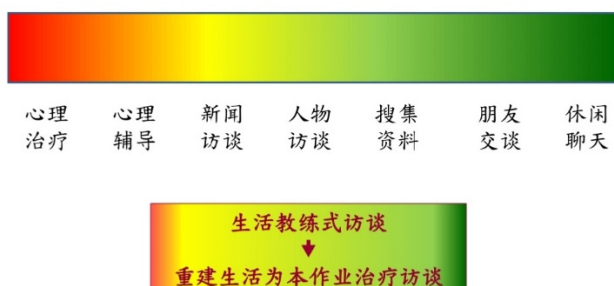 心理 心理 新闻 人物 搜集 朋友 休闲
治疗 辅导 访谈 访谈 资料 交谈 聊天
生活教练式访谈
重建生活为本作业治疗访谈